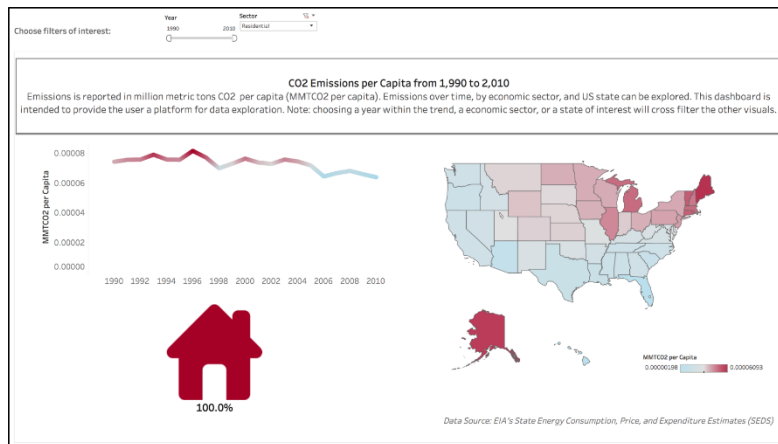 Choose filters of interest:
Year
1990 2010
Sector
Residential
CO2 Emissions per Capita from 1,990 to 2,010
Emissions is reported in million metric tons CO2 per capita (MMTCO2 per capita). Emissions over time, by economic sector, and US state can be explored. This dashboard is
intended to provide the user a platform for data exploration. Note: choosing a year within the trend, a economic sector, or a state of interest will cross filter the other visuals.
MMTCO2 per Capita
0.00008
0.00006
0.00004
0.00002
0.00000
1990 1992 1994 1996 1998 2000 2002 2004 2006 2008 2010
100.0%
MMTCO2 per Capita
0.00000198 0.00006093
Data Source: EIA's State Energy Consumption, Price, and Expenditure Estimates (SEDS)